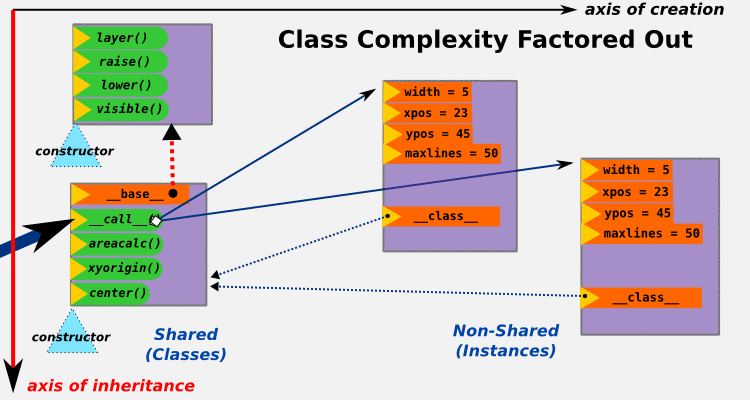 axis of creation
Class Complexity Factored Out
layer()
raise()
lower()
visible()
constructor
__base__
__call__()
areacalc()
xyorigin()
center()
constructor
Shared
(Classes)
axis of inheritance
width = 5
xpos = 23
ypos = 45
maxlines = 50
__class__
Non-Shared
(Instances)
width = 5
xpos = 23
ypos = 45
maxlines = 50
__class__